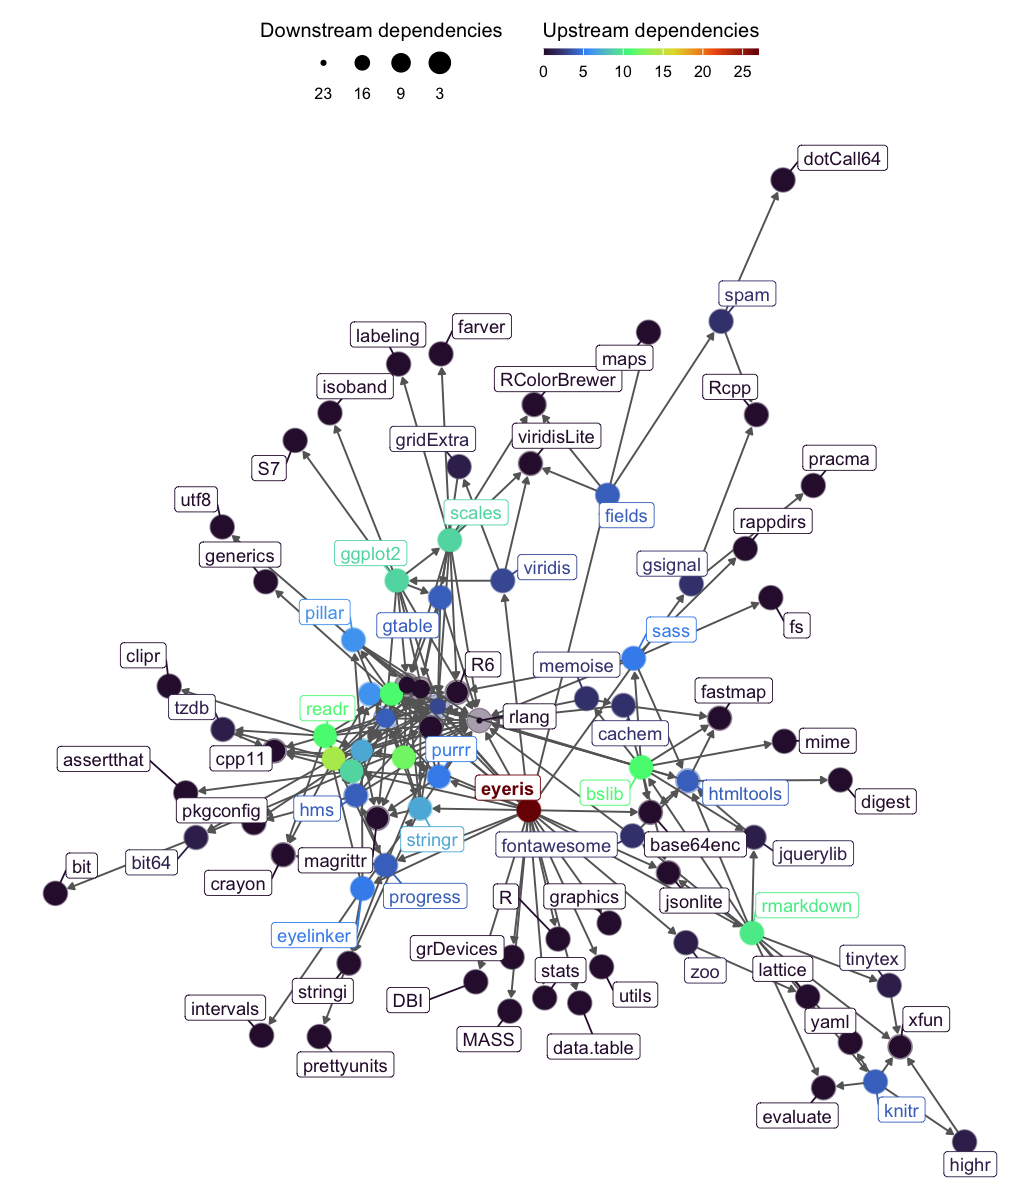 Downstream dependencies
Upstream dependencies
23 16 9 3
0 5 10 15 20 25
dotCall64
spam
farver
labeling
maps
RColorBrewer
isoband
Rcpp
gridExtra
viridisLite
pracma
S7
utf8
scales
fields
rappdirs
ggplot2
generics
gsignal
viridis
pillar
gtable
sass
fs
clipr
R6
memoise
fastmap
tzdb
readr
rlang
cachem
mime
assertthat
cpp11
purrr
eyeris
bslib
htmltools
digest
pkgconfig
hms
stringr
fontawesome
base64enc
jquerylib
bit
bit64
crayon
magrittr
progress
R
graphics
jsonlite
rmarkdown
eyelinker
grDevices
stats
zoo
lattice
tinytex
stringi
DBI
utils
intervals
MASS
data.table
yaml
xfun
prettyunits
evaluate
knitr
highr